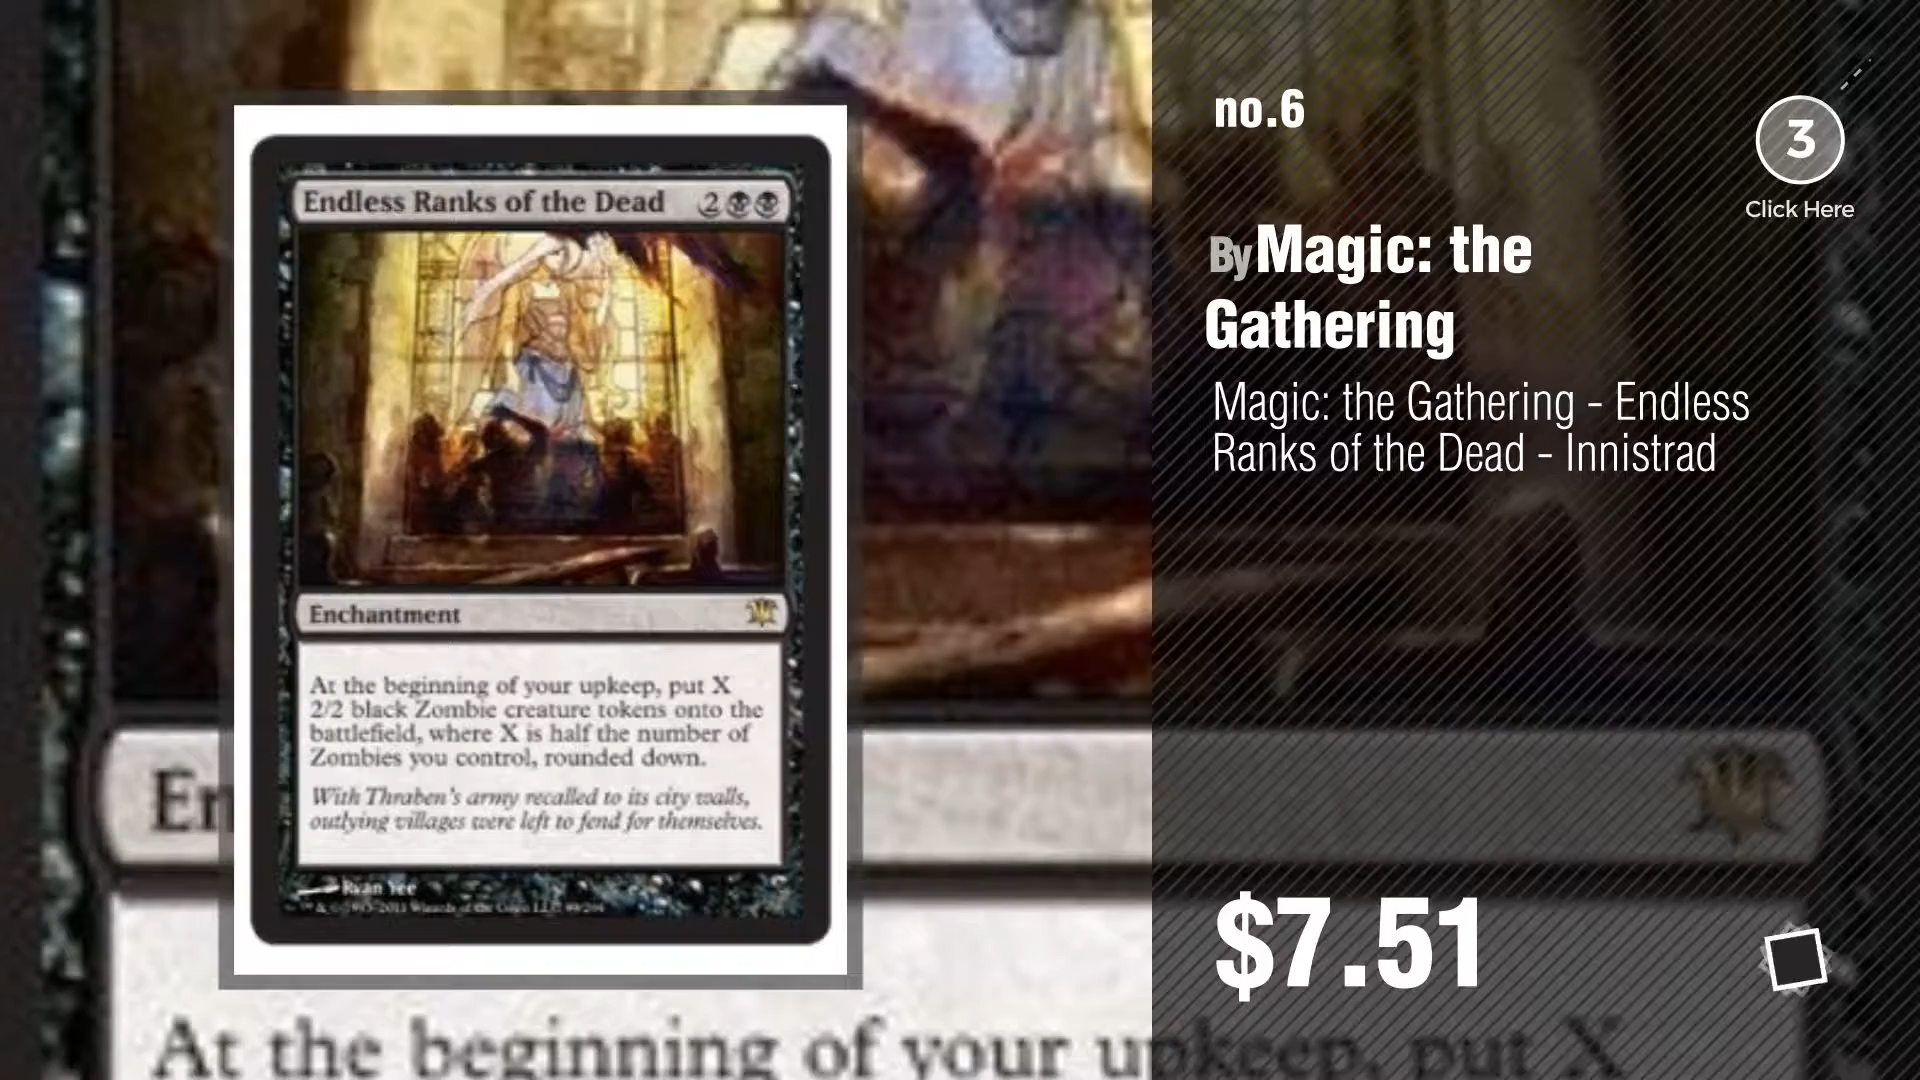 Endless Ranks of the Dead 2
Enchantment
At the beginning of your upkeep, put X
2/2 black Zombie creature tokens onto the
battlefield, where X is half the number of
Zombies you control, rounded down.
With Thraben's army recalled to its city walls,
outlying villages were left to fend for themselves.
Ryan Yee
no.6
3
Click Here
By Magic: the
Gathering
Magic: the Gathering - Endless
Ranks of the Dead - Innistrad
$7.51
En
At the beginning of your upkeep, put X